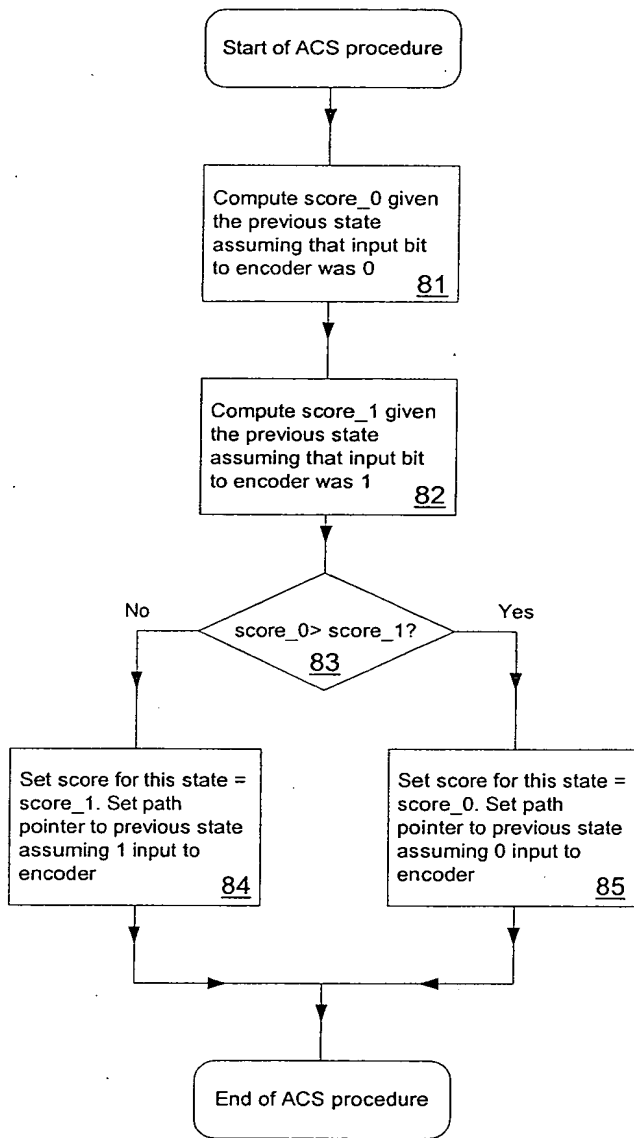 Start of ACS procedure
Compute score_0 given
the previous state
assuming that input bit
to encoder was 0
81
Compute score_1 given
the previous state
assuming that input bit
to encoder was 1
82
No
Yes
score_0> score_1?
83
Set score for this state =
score_1. Set path
pointer to previous state
assuming 1 input to
encoder
84
Set score for this state =
score_0. Set path
pointer to previous state
assuming 0 input to
encoder
85
End of ACS procedure